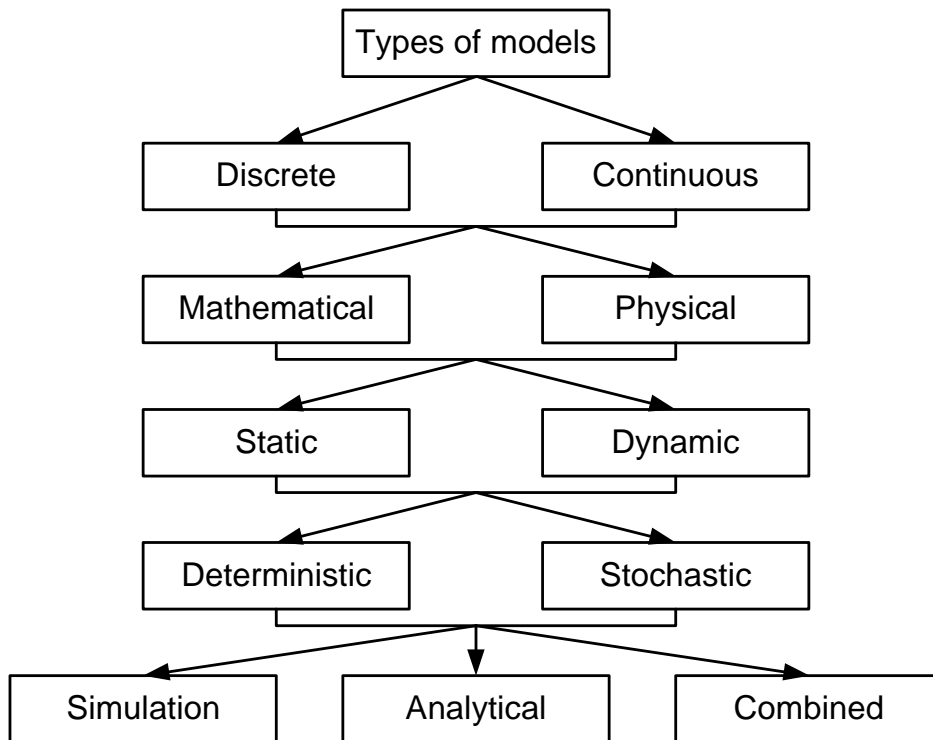 Types of models
Discrete
Continuous
Mathematical
Physical
Static
Dynamic
Deterministic
Stochastic
Simulation
Analytical
Combined